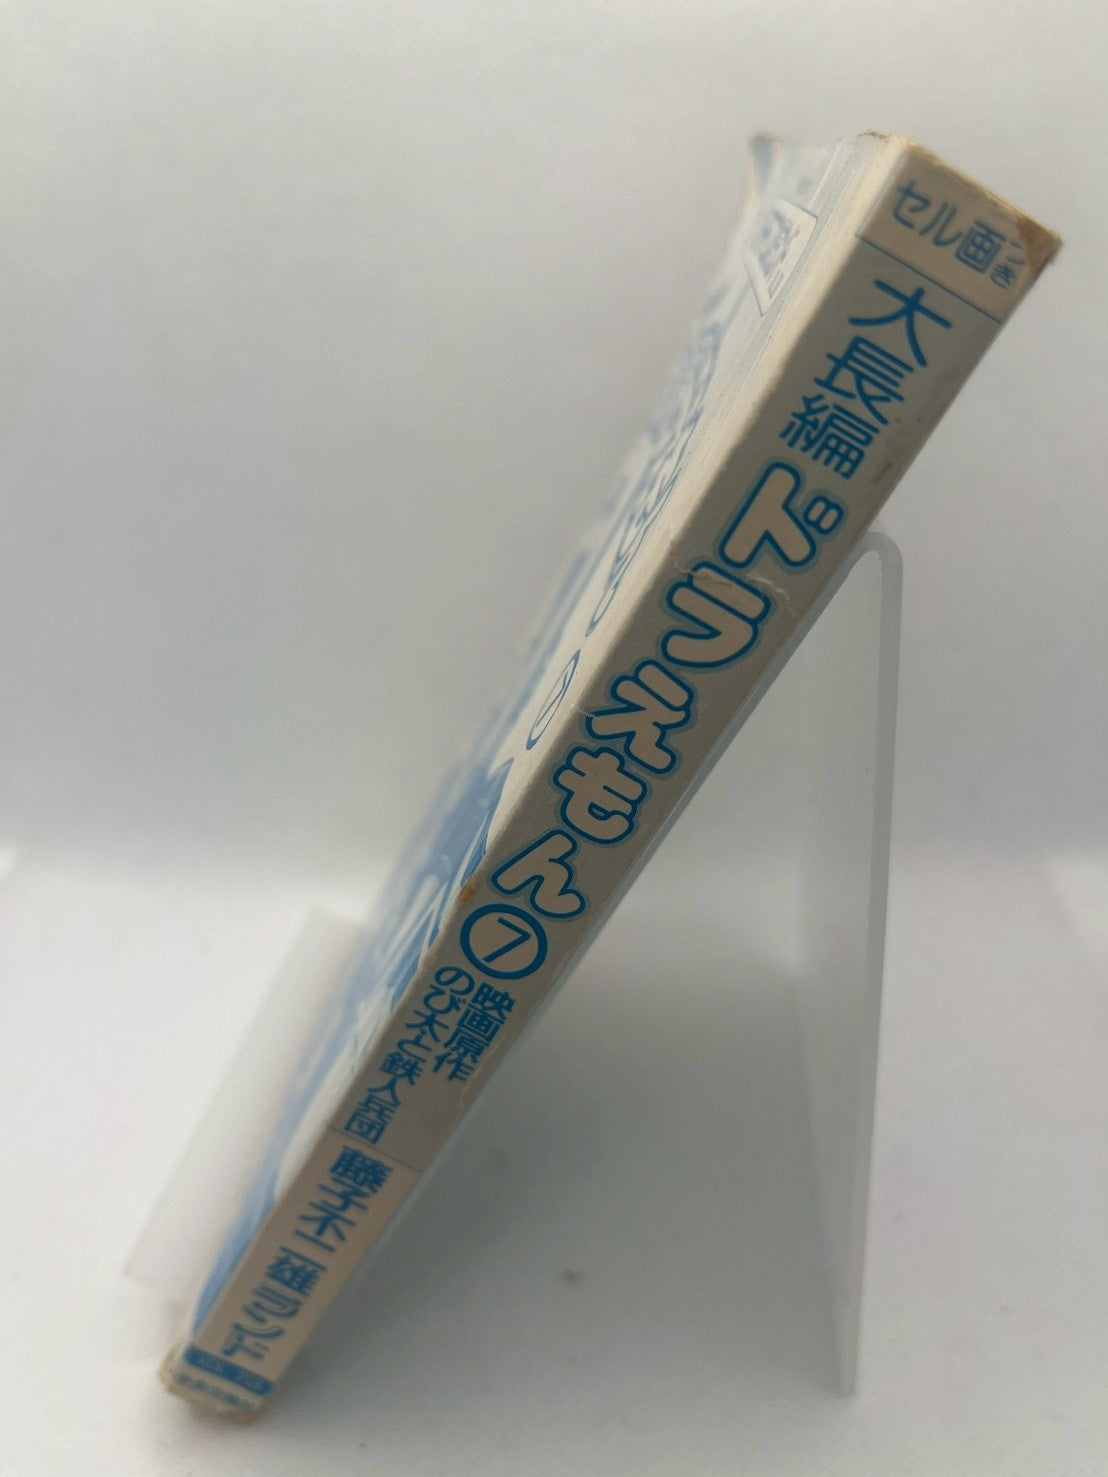 セル画つき
大長編
ドラえもん
⑦
映画原作
のび太と鉄人兵団
藤子不二雄ランド